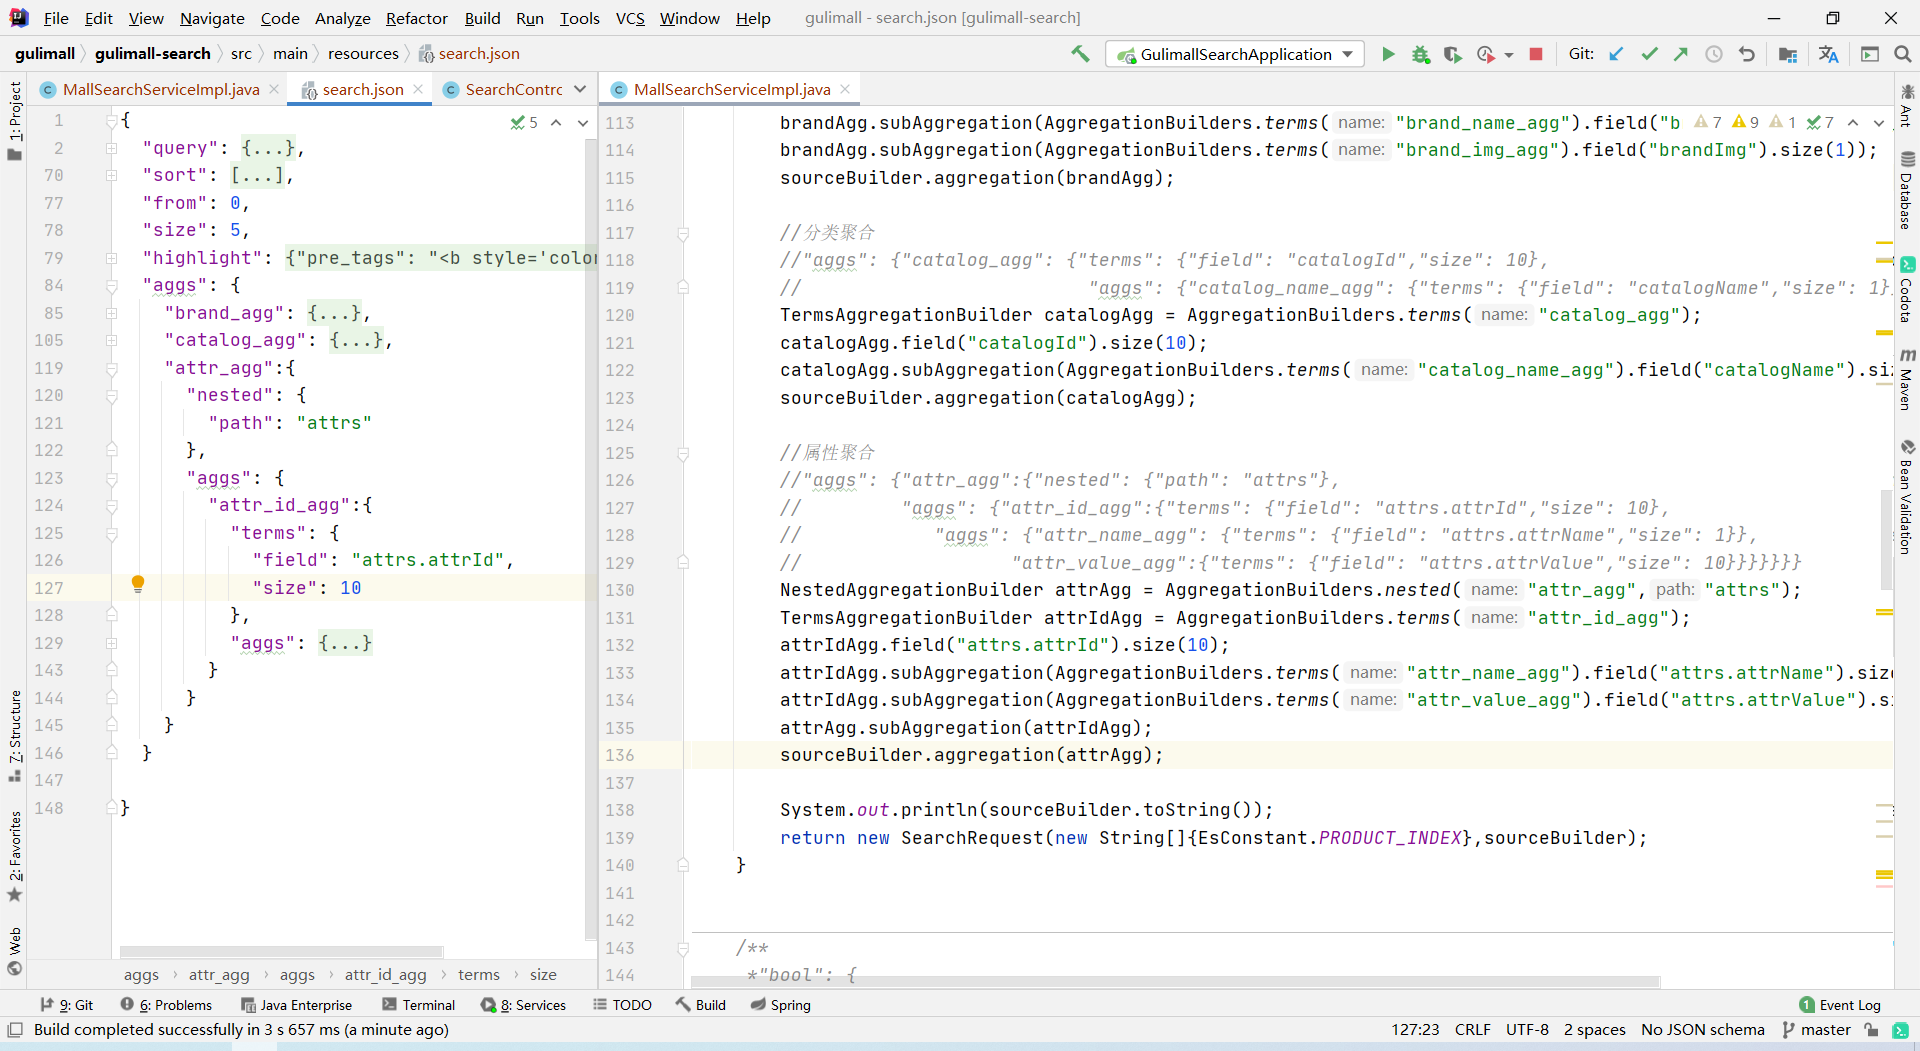 File Edit View Navigate Code Analyze Refactor Build Run Tools VCS Window Help gulimall - search.json [gulimall-search]
gulimall gulimall-search src main resources search.json GulimallSearchApplication Git:
MallSearchServiceImpl.java search.json SearchContro MallSearchServiceImpl.java
1: Project
7: Structure
2: Favorites
Web
1 {
2 "query": {...},
70 "sort": [...],
77 "from": 0,
78 "size": 5,
79 "highlight": {"pre_tags": "<b style='color
84 "aggs": {
85 "brand_agg": {...},
105 "catalog_agg": {...},
119 "attr_agg":{
120 "nested": {
121 "path": "attrs"
122 },
123 "aggs": {
124 "attr_id_agg":{
125 "terms": {
126 "field": "attrs.attrId",
127 "size": 10
128 },
129 "aggs": {...}
143 }
144 }
145 }
146 }
147
148 }
5
aggs › attr_agg › aggs › attr_id_agg › terms › size
113 brandAgg.subAggregation(AggregationBuilders.terms( name: "brand_name_agg").field("b 7 9 1 7
114 brandAgg.subAggregation(AggregationBuilders.terms( name: "brand_img_agg").field("brandImg").size(1));
115 sourceBuilder.aggregation(brandAgg);
116
117 //分类聚合
118 //"aggs": {"catalog_agg": {"terms": {"field": "catalogId","size": 10},
119 // "aggs": {"catalog_name_agg": {"terms": {"field": "catalogName","size": 1}
120 TermsAggregationBuilder catalogAgg = AggregationBuilders.terms( name: "catalog_agg");
121 catalogAgg.field("catalogId").size(10);
122 catalogAgg.subAggregation(AggregationBuilders.terms( name: "catalog_name_agg").field("catalogName").siz
123 sourceBuilder.aggregation(catalogAgg);
124
125 //属性聚合
126 //"aggs": {"attr_agg":{"nested": {"path": "attrs"},
127 // "aggs": {"attr_id_agg":{"terms": {"field": "attrs.attrId","size": 10},
128 // "aggs": {"attr_name_agg": {"terms": {"field": "attrs.attrName","size": 1}},
129 // "attr_value_agg":{"terms": {"field": "attrs.attrValue","size": 10}}}}}}}
130 NestedAggregationBuilder attrAgg = AggregationBuilders.nested( name: "attr_agg", path: "attrs");
131 TermsAggregationBuilder attrIdAgg = AggregationBuilders.terms( name: "attr_id_agg");
132 attrIdAgg.field("attrs.attrId").size(10);
133 attrIdAgg.subAggregation(AggregationBuilders.terms( name: "attr_name_agg").field("attrs.attrName").size
134 attrIdAgg.subAggregation(AggregationBuilders.terms( name: "attr_value_agg").field("attrs.attrValue").si
135 attrAgg.subAggregation(attrIdAgg);
136 sourceBuilder.aggregation(attrAgg);
137
138 System.out.println(sourceBuilder.toString());
139 return new SearchRequest(new String[]{EsConstant.PRODUCT_INDEX},sourceBuilder);
140 }
141
142
143 /**
144 *"bool": {
Ant
Database
Codota
Maven
Bean Validation
9: Git 6: Problems Java Enterprise Terminal 8: Services TODO Build Spring 1 Event Log
Build completed successfully in 3 s 657 ms (a minute ago) 127:23 CRLF UTF-8 2 spaces No JSON schema master